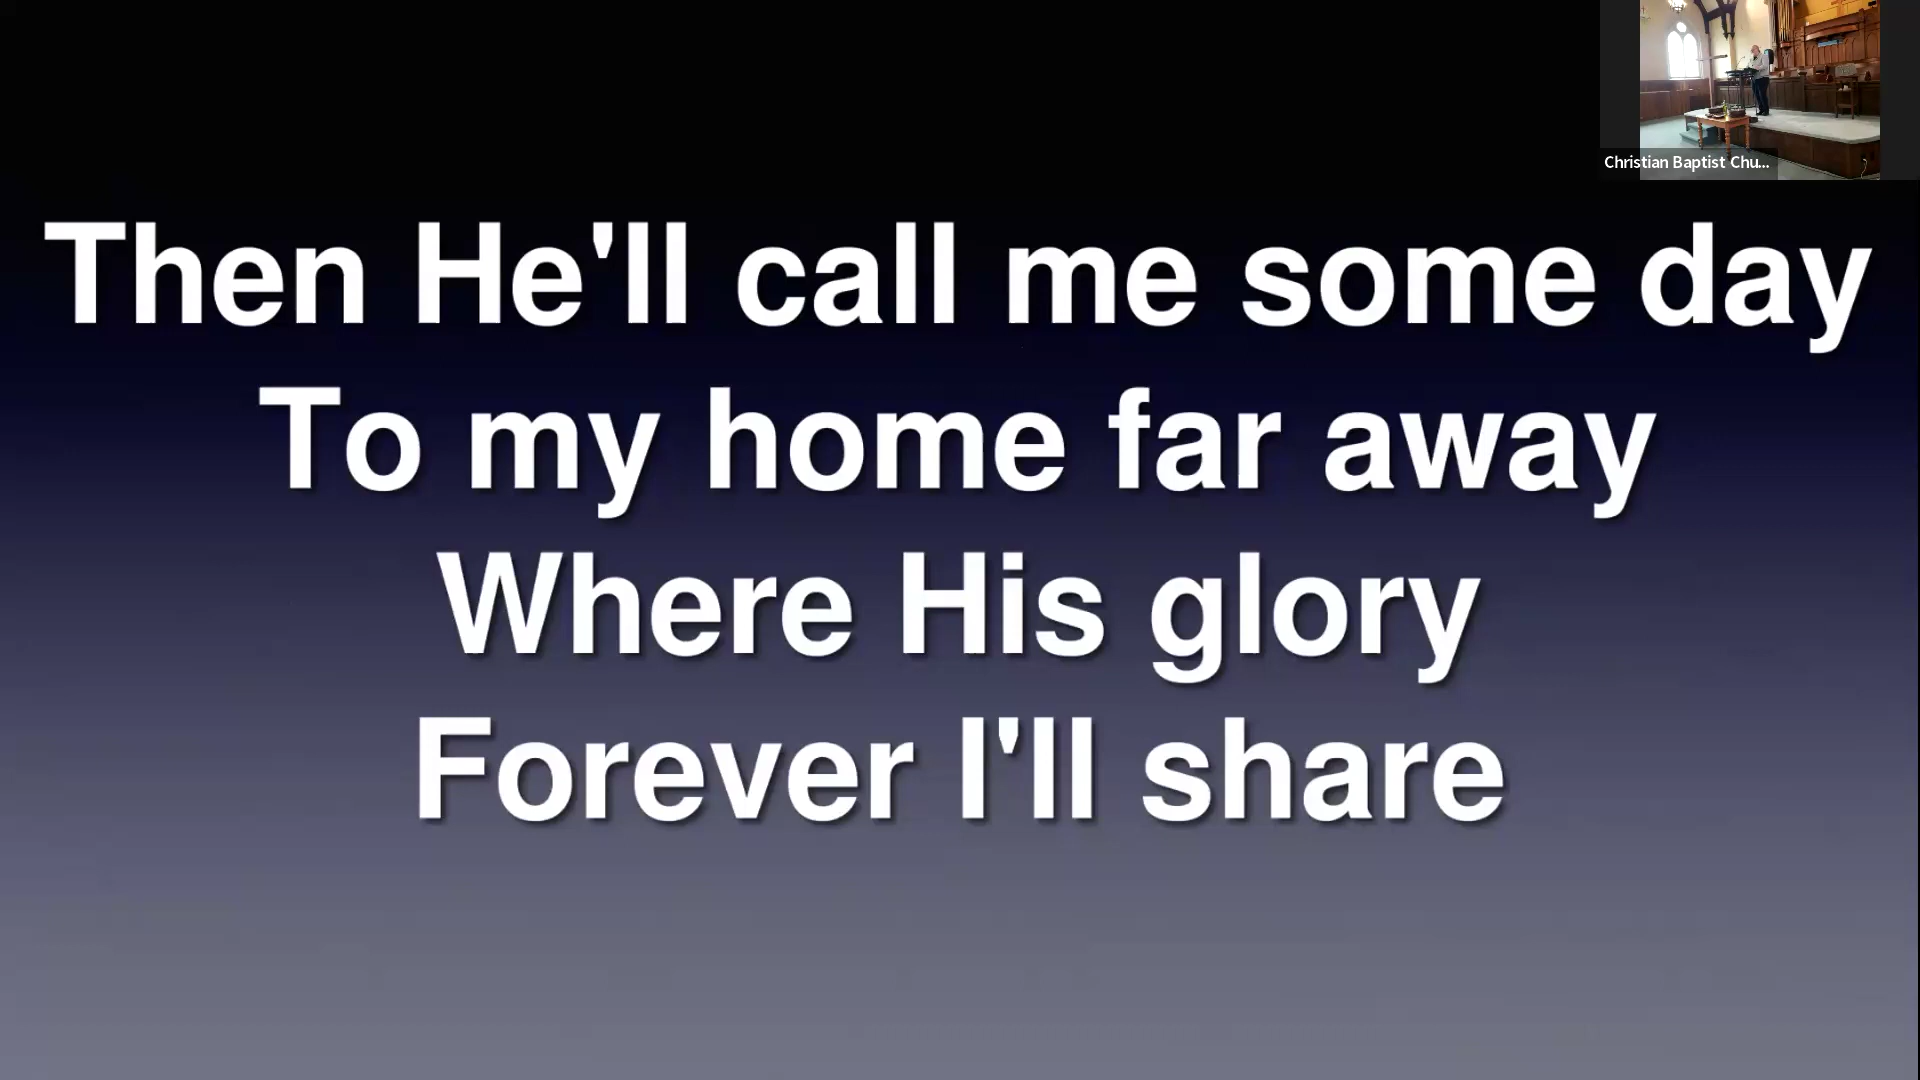 Christian Baptist Chu...
Then He'll call me some day
To my home far away
Where His glory
Forever I'll share